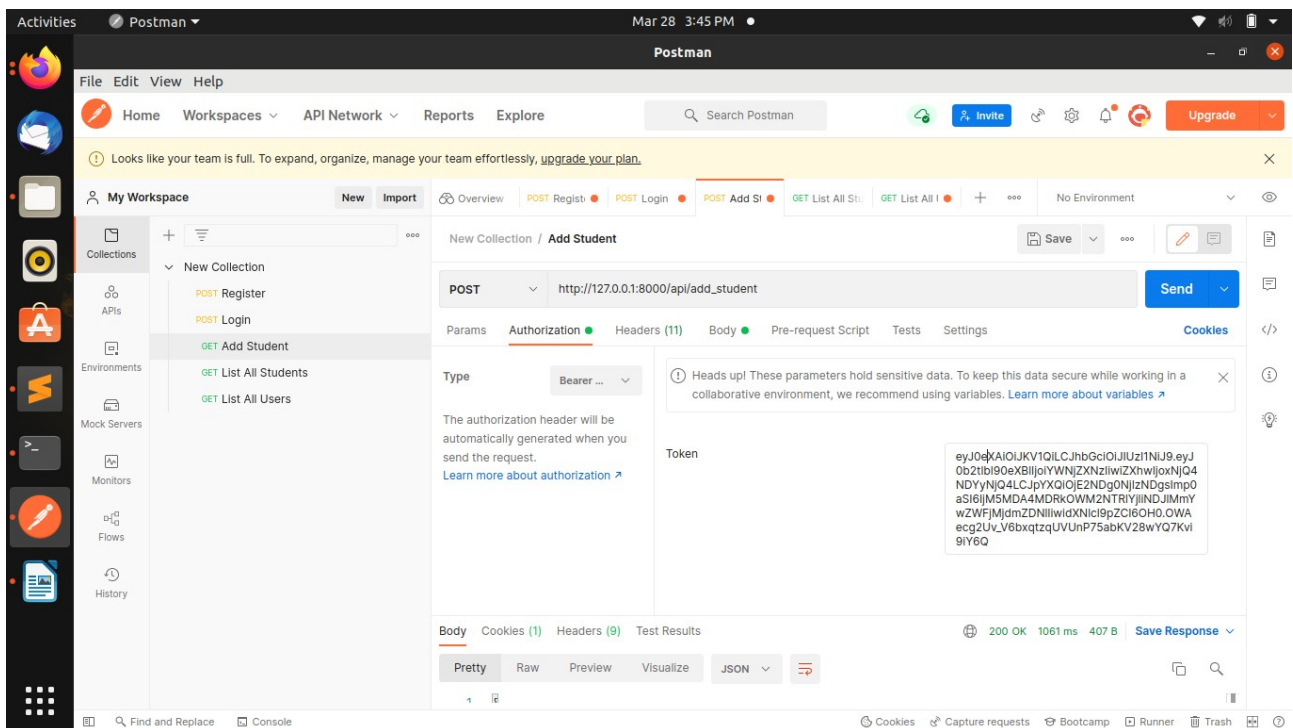 Activities Postman Mar 28 3:45 PM
Postman
File Edit View Help
Home Workspaces API Network Reports Explore Search Postman Invite Upgrade
Looks like your team is full. To expand, organize, manage your team effortlessly, upgrade your plan.
My Workspace New Import Overview POST Regist POST Login POST Add St GET List All Stu GET List All No Environment
Collections
New Collection / Add Student Save
New Collection
POST Register
POST Login
GET Add Student
GET List All Students
GET List All Users
APIs
Environments
Mock Servers
Monitors
Flows
History
POST http://127.0.0.1:8000/api/add_student Send
Params Authorization Headers (11) Body Pre-request Script Tests Settings Cookies
Type Bearer ...
Heads up! These parameters hold sensitive data. To keep this data secure while working in a
collaborative environment, we recommend using variables. Learn more about variables
The authorization header will be
automatically generated when you
send the request.
Learn more about authorization
Token
Body Cookies (1) Headers (9) Test Results 200 OK 1061 ms 407 B Save Response
Pretty Raw Preview Visualize JSON
1
Find and Replace Console Cookies Capture requests Bootcamp Runner Trash